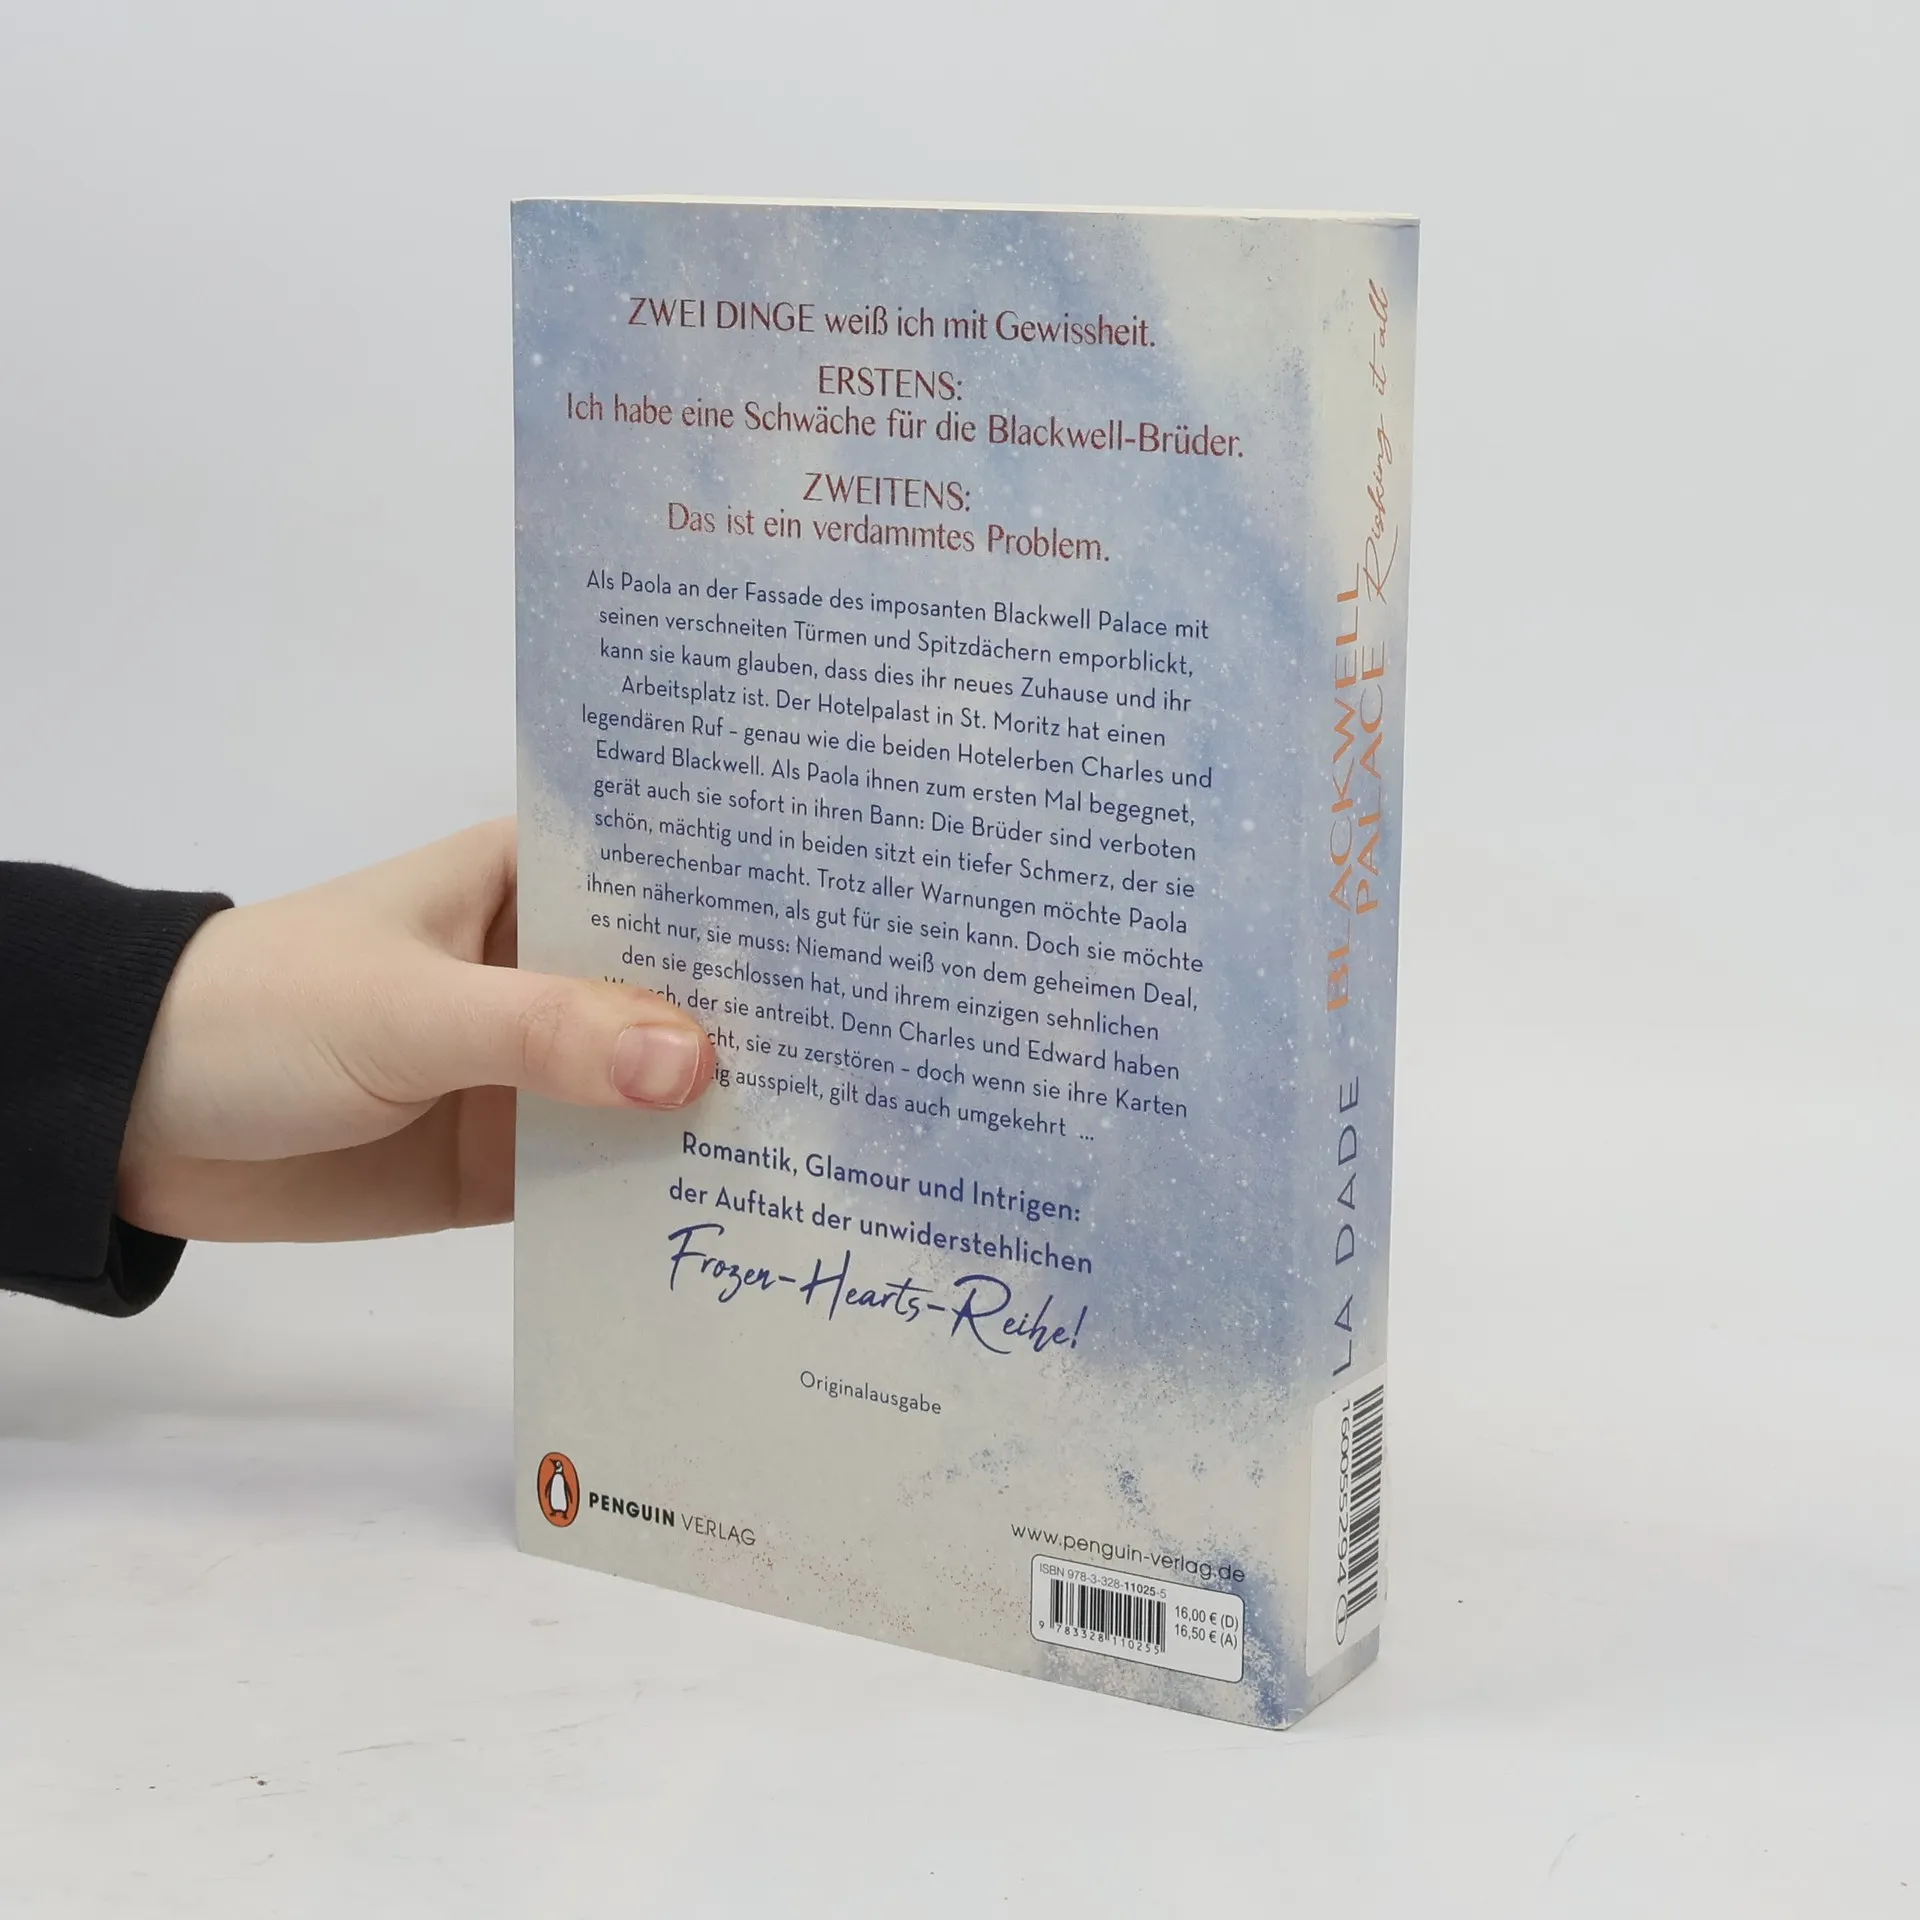 ZWEI DINGE weiß ich mit Gewissheit.
ERSTENS:
Ich habe eine Schwäche für die Blackwell-Brüder.
ZWEITENS:
Das ist ein verdammtes Problem.
Als Paola an der Fassade des imposanten Blackwell Palace mit
seinen verschneiten Türmen und Spitzdächern emporblickt,
kann sie kaum glauben, dass dies ihr neues Zuhause und ihr
Arbeitsplatz ist. Der Hotelpalast in St. Moritz hat einen
legendären Ruf – genau wie die beiden Hotelerben Charles und
Edward Blackwell. Als Paola ihnen zum ersten Mal begegnet,
gerät auch sie sofort in ihren Bann: Die Brüder sind verboten
schön, mächtig und in beiden sitzt ein tiefer Schmerz, der sie
unberechenbar macht. Trotz aller Warnungen möchte Paola
ihnen näherkommen, als gut für sie sein kann. Doch sie möchte
es nicht nur, sie muss: Niemand weiß von dem geheimen Deal,
den sie geschlossen hat, und ihrem einzigen sehnlichen
der sie antreibt. Denn Charles und Edward haben
sie zu zerstören – doch wenn sie ihre Karten
ausspielt, gilt das auch umgekehrt ...
Romantik, Glamour und Intrigen:
der Auftakt der unwiderstehlichen
Frozen-Hearts-Reihe!
Originalausgabe
PENGUIN VERLAG
www.penguin-verlag.de
ISBN 978-3-328-11025-5
16,00 € (D)
16,50 € (A)
9 783328 110255
LA DADE
BLACKWELL
PALACE
Risking it all